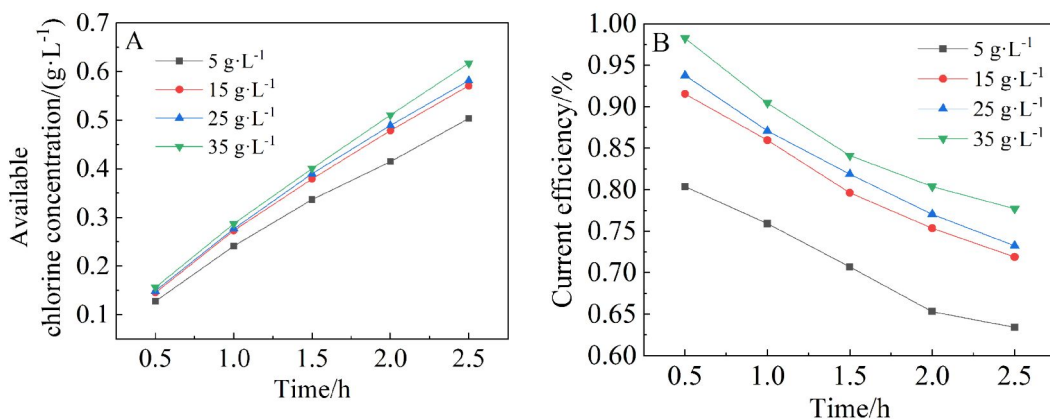 A
0.7
0.6
0.5
0.4
0.3
0.2
0.1
Available
chlorine concentration/(g·L⁻¹)
5 g·L⁻¹
15 g·L⁻¹
25 g·L⁻¹
35 g·L⁻¹
0.5 1.0 1.5 2.0 2.5
Time/h
B
1.00
0.95
0.90
0.85
0.80
0.75
0.70
0.65
0.60
Current efficiency/%
5 g·L⁻¹
15 g·L⁻¹
25 g·L⁻¹
35 g·L⁻¹
0.5 1.0 1.5 2.0 2.5
Time/h